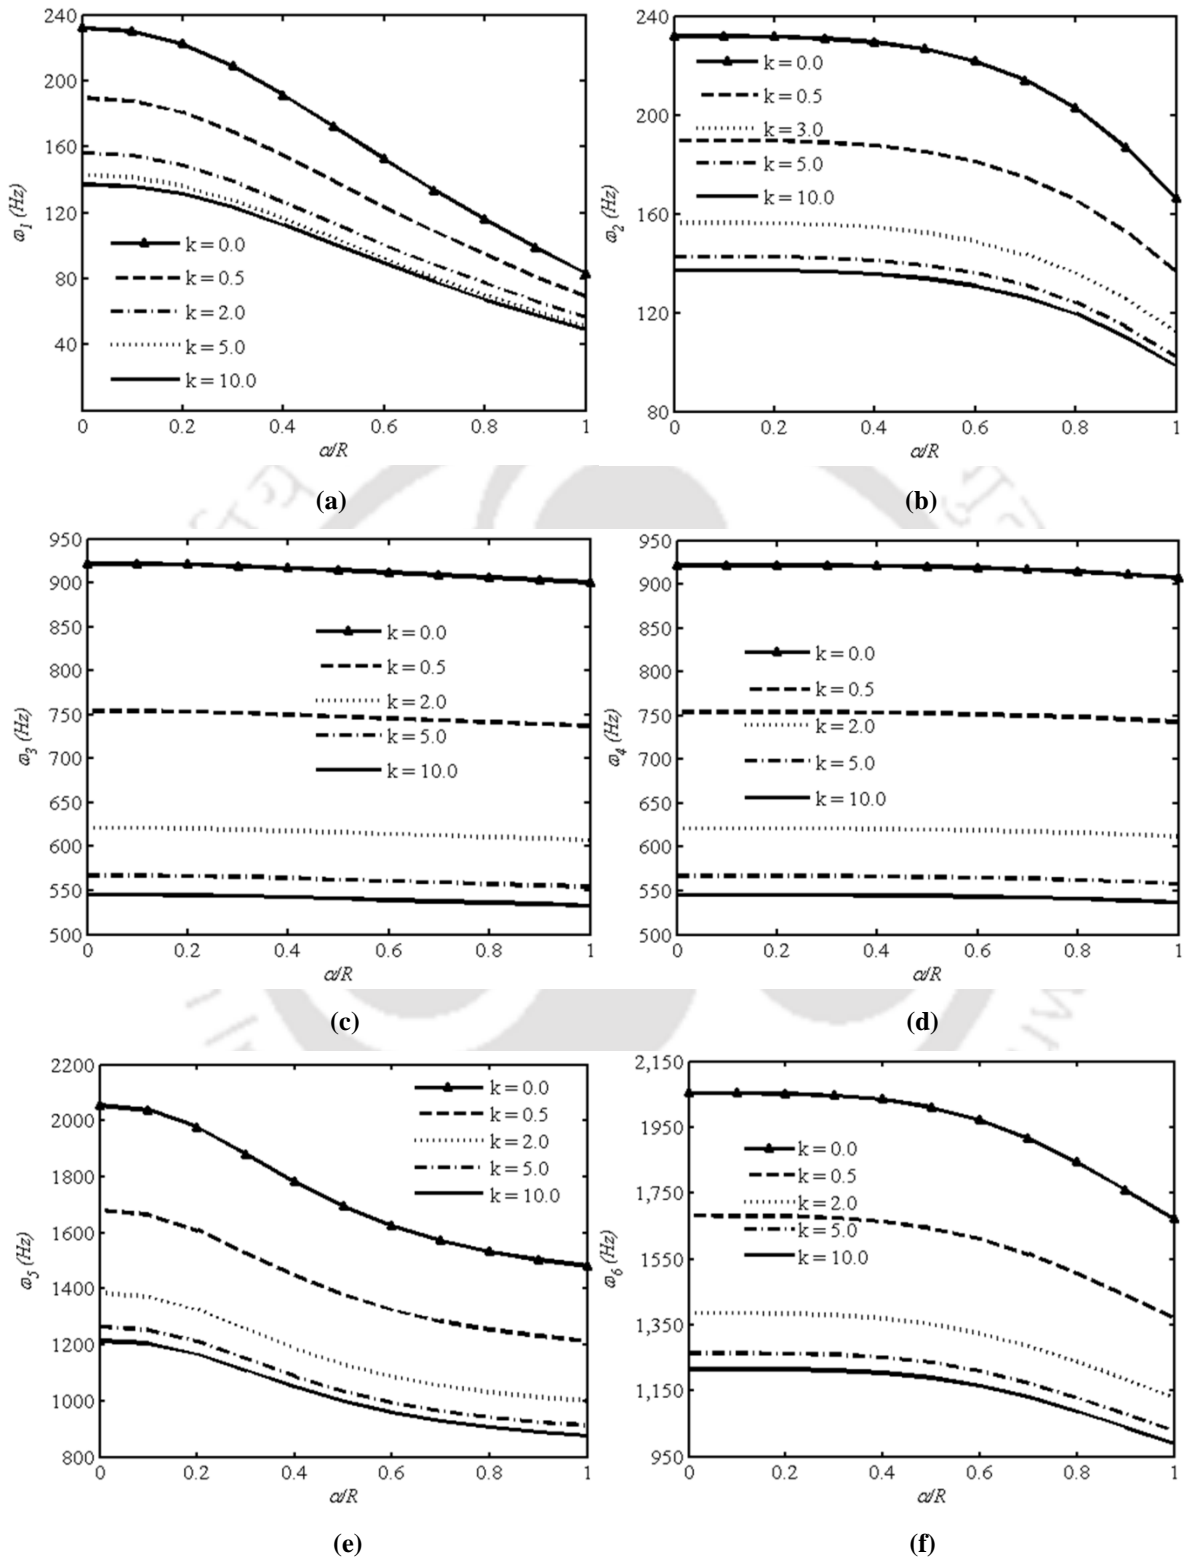 240
200
160
120
80
40
ω₁ (Hz)
k = 0.0
k = 0.5
k = 2.0
k = 5.0
k = 10.0
0 0.2 0.4 0.6 0.8 1
α/R
(a)
240
200
160
120
80
ω₂ (Hz)
k = 0.0
k = 0.5
k = 3.0
k = 5.0
k = 10.0
0 0.2 0.4 0.6 0.8 1
α/R
(b)
950
900
850
800
750
700
650
600
550
500
ω₃ (Hz)
k = 0.0
k = 0.5
k = 2.0
k = 5.0
k = 10.0
0 0.2 0.4 0.6 0.8 1
α/R
(c)
950
900
850
800
750
700
650
600
550
500
ω₄ (Hz)
k = 0.0
k = 0.5
k = 2.0
k = 5.0
k = 10.0
0 0.2 0.4 0.6 0.8 1
α/R
(d)
2200
2000
1800
1600
1400
1200
1000
800
ω₅ (Hz)
k = 0.0
k = 0.5
k = 2.0
k = 5.0
k = 10.0
0 0.2 0.4 0.6 0.8 1
α/R
(e)
2,150
1,950
1,750
1,550
1,350
1,150
950
ω₆ (Hz)
k = 0.0
k = 0.5
k = 2.0
k = 5.0
k = 10.0
0 0.2 0.4 0.6 0.8 1
α/R
(f)